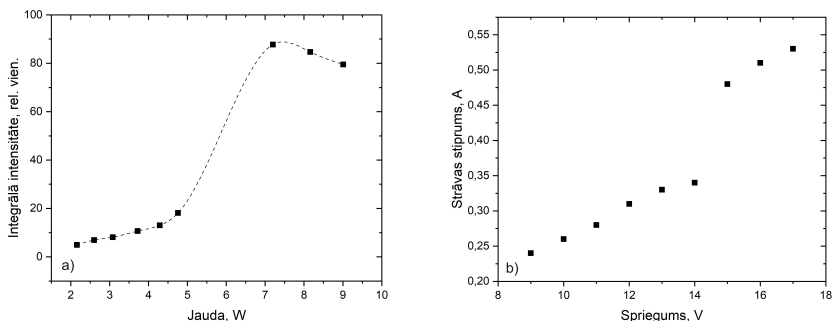 Integrālā intensitāte, rel. vien.
100
80
60
40
20
0
a)
2 3 4 5 6 7 8 9 10
Jauda, W
Strāvas stiprums, A
0,55
0,50
0,45
0,40
0,35
0,30
0,25
0,20
b)
8 10 12 14 16 18
Spriegums, V